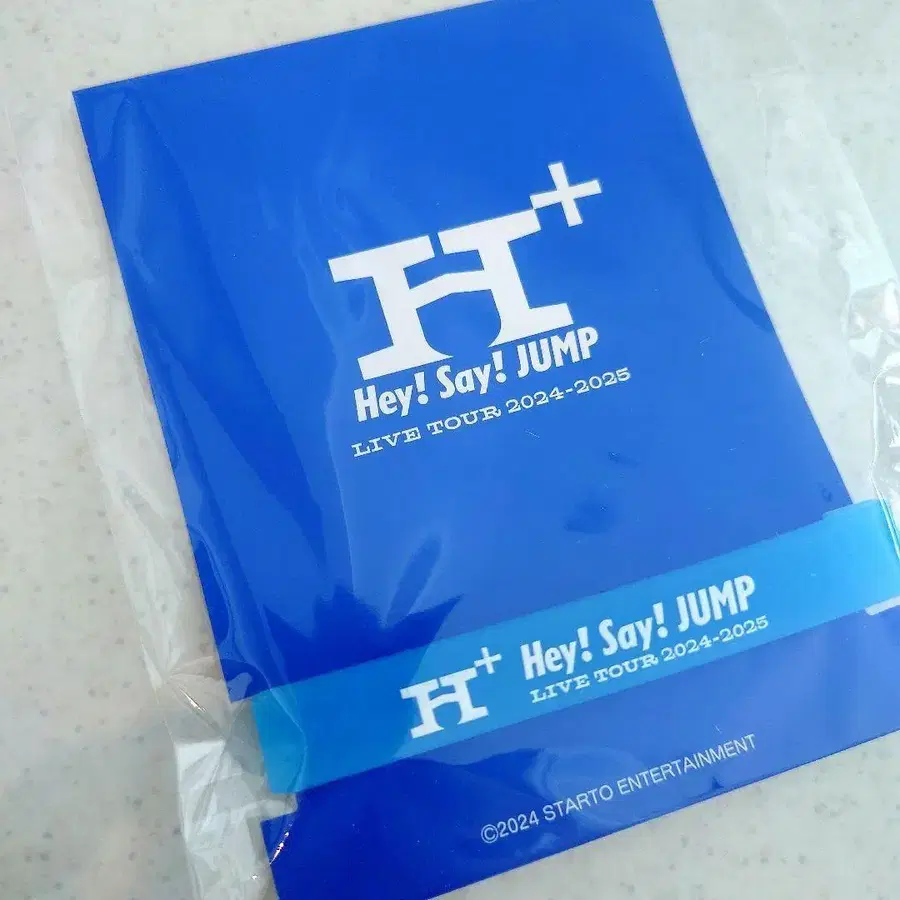 H+
Hey! Say! JUMP
LIVE TOUR 2024-2025
H+
Hey! Say! JUMP
LIVE TOUR 2024-2025
©2024 STARTO ENTERTAINMENT